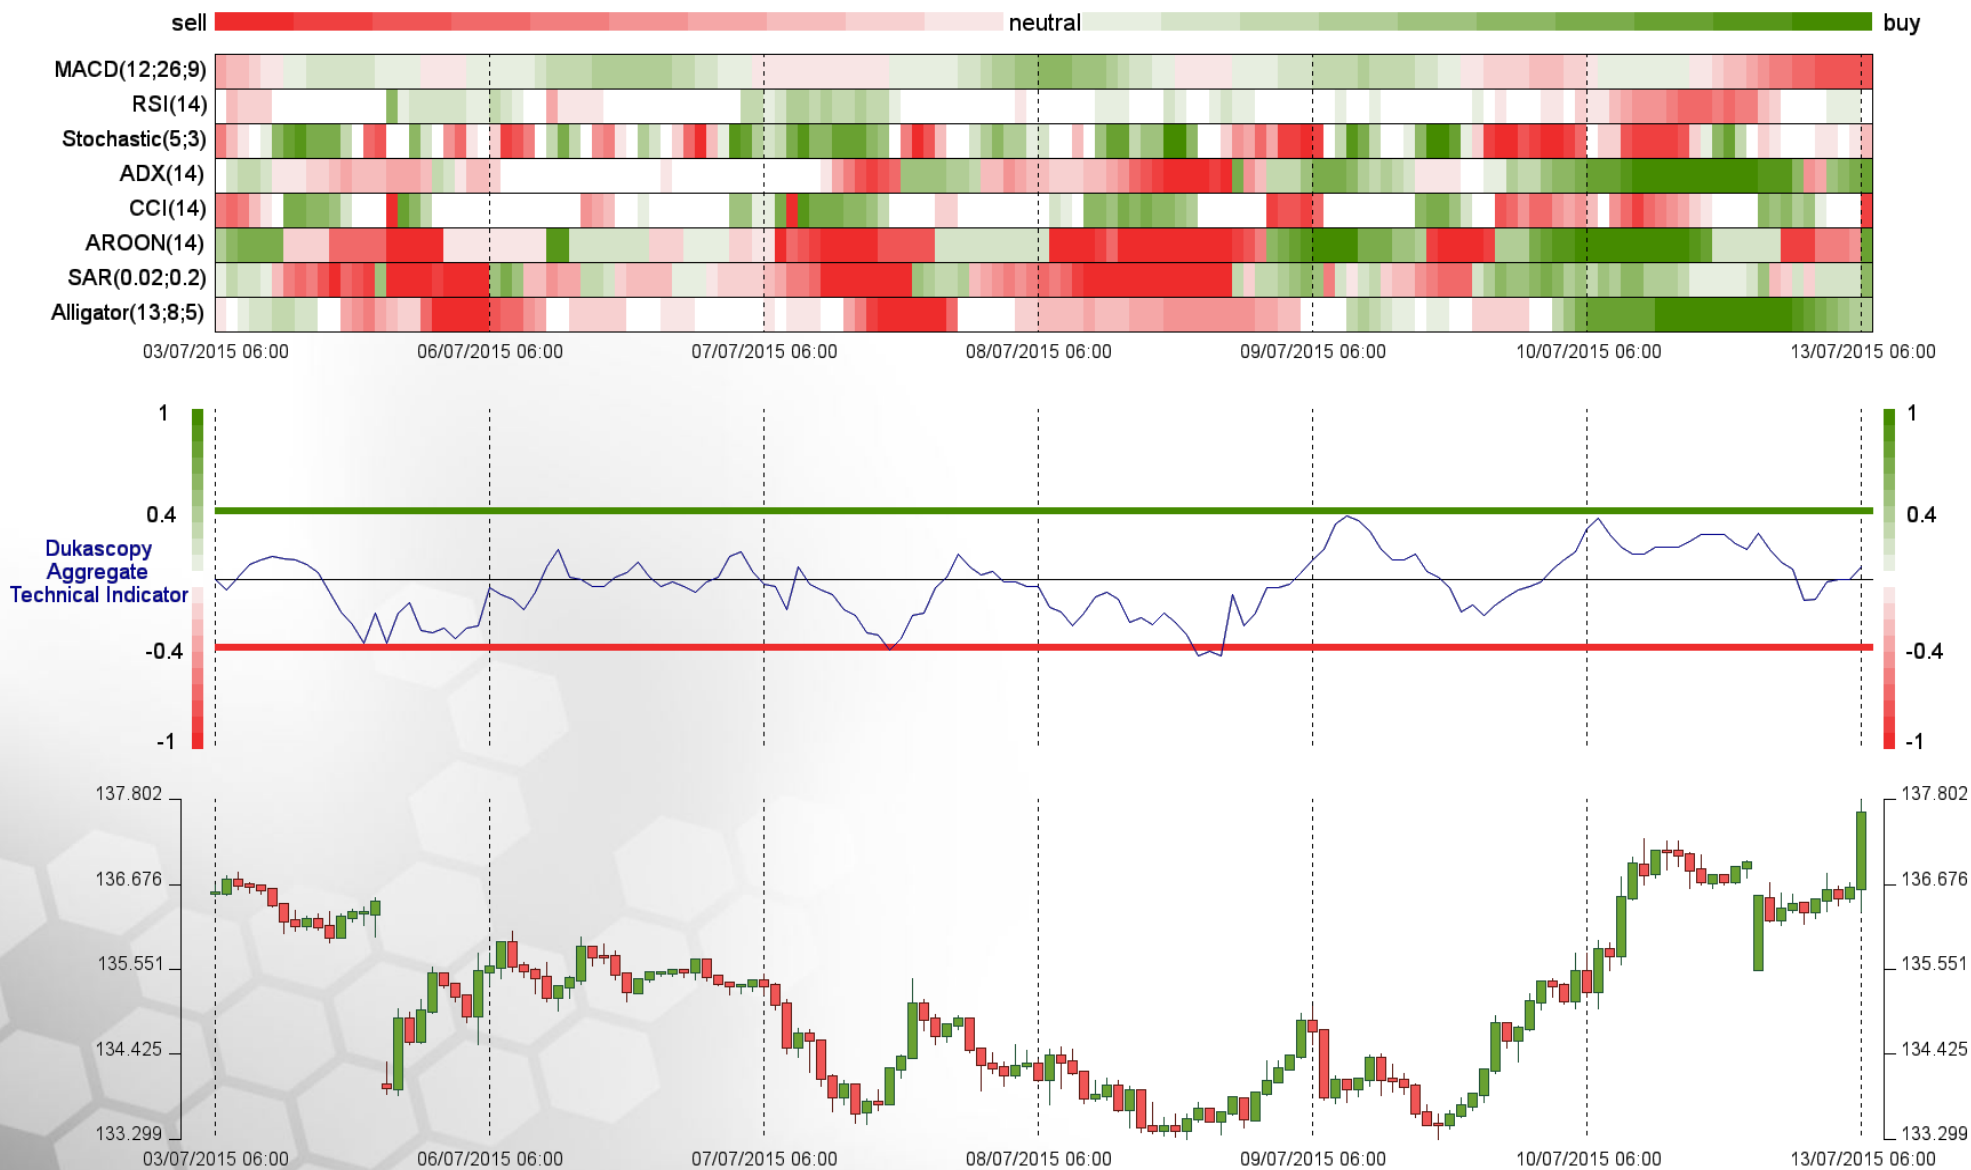 sell neutral buy
MACD(12;26;9)
RSI(14)
Stochastic(5;3)
ADX(14)
CCI(14)
AROON(14)
SAR(0.02;0.2)
Alligator(13;8;5)
03/07/2015 06:00 06/07/2015 06:00 07/07/2015 06:00 08/07/2015 06:00 09/07/2015 06:00 10/07/2015 06:00 13/07/2015 06:00
1 1
0.4 0.4
Dukascopy
Aggregate
Technical Indicator
-0.4 -0.4
-1 -1
137.802 137.802
136.676 136.676
135.551 135.551
134.425 134.425
133.299 133.299
03/07/2015 06:00 06/07/2015 06:00 07/07/2015 06:00 08/07/2015 06:00 09/07/2015 06:00 10/07/2015 06:00 13/07/2015 06:00